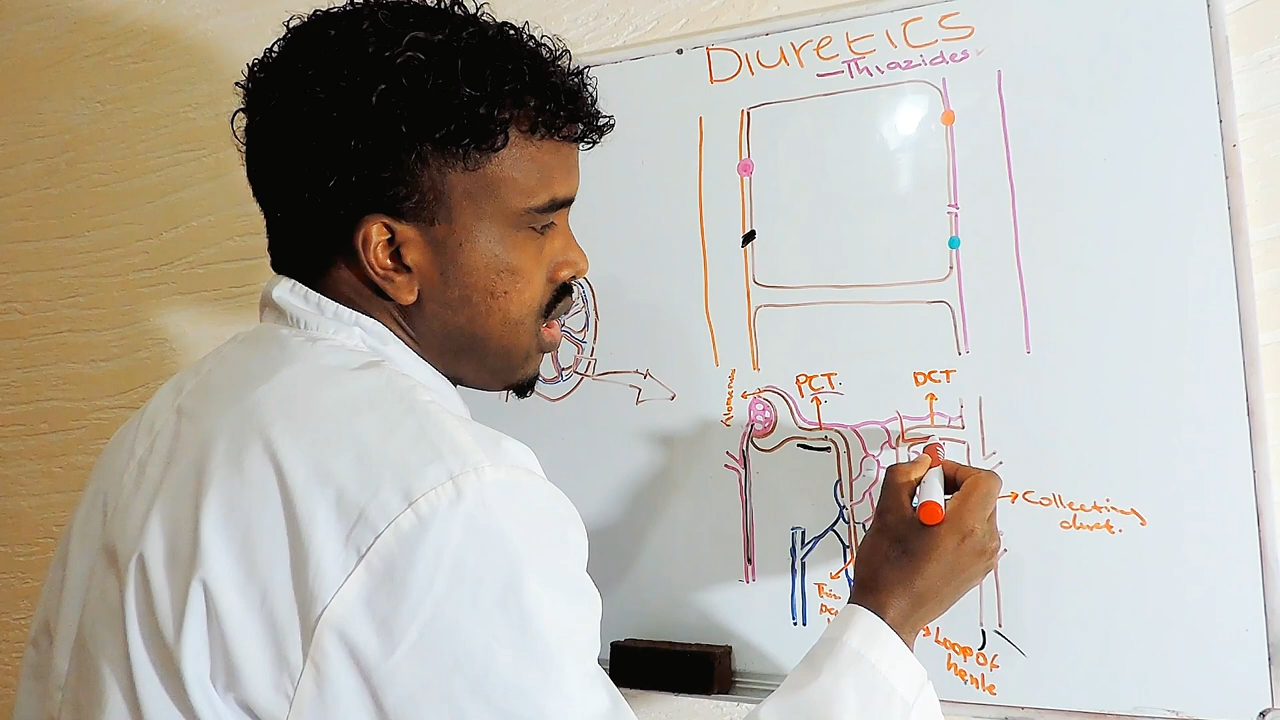 DIURETICS
—Thiazides
PCT.
DCT
Collecting
duct.
Loop Of
henle